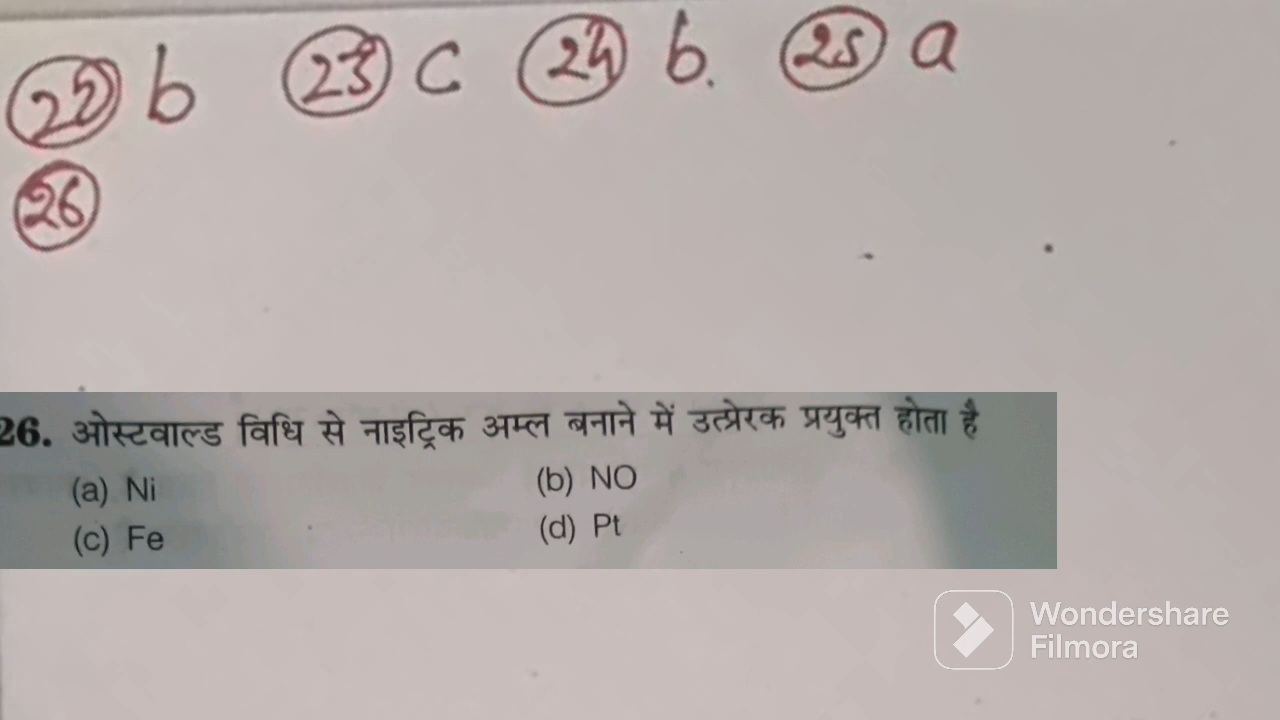 22 b 23 c 24 b. 25 a
26
26. ओस्टवाल्ड विधि से नाइट्रिक अम्ल बनाने में उत्प्रेरक प्रयुक्त होता है
(a) Ni (b) NO
(c) Fe (d) Pt
Wondershare
Filmora